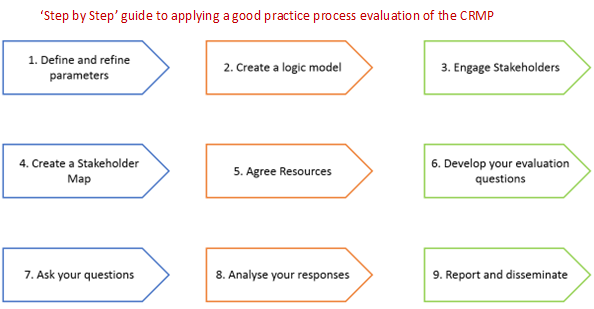 ‘Step by Step’ guide to applying a good practice process evaluation of the CRMP
1. Define and refine
parameters
2. Create a logic model
3. Engage Stakeholders
4. Create a Stakeholder
Map
5. Agree Resources
6. Develop your evaluation
questions
7. Ask your questions
8. Analyse your responses
9. Report and disseminate